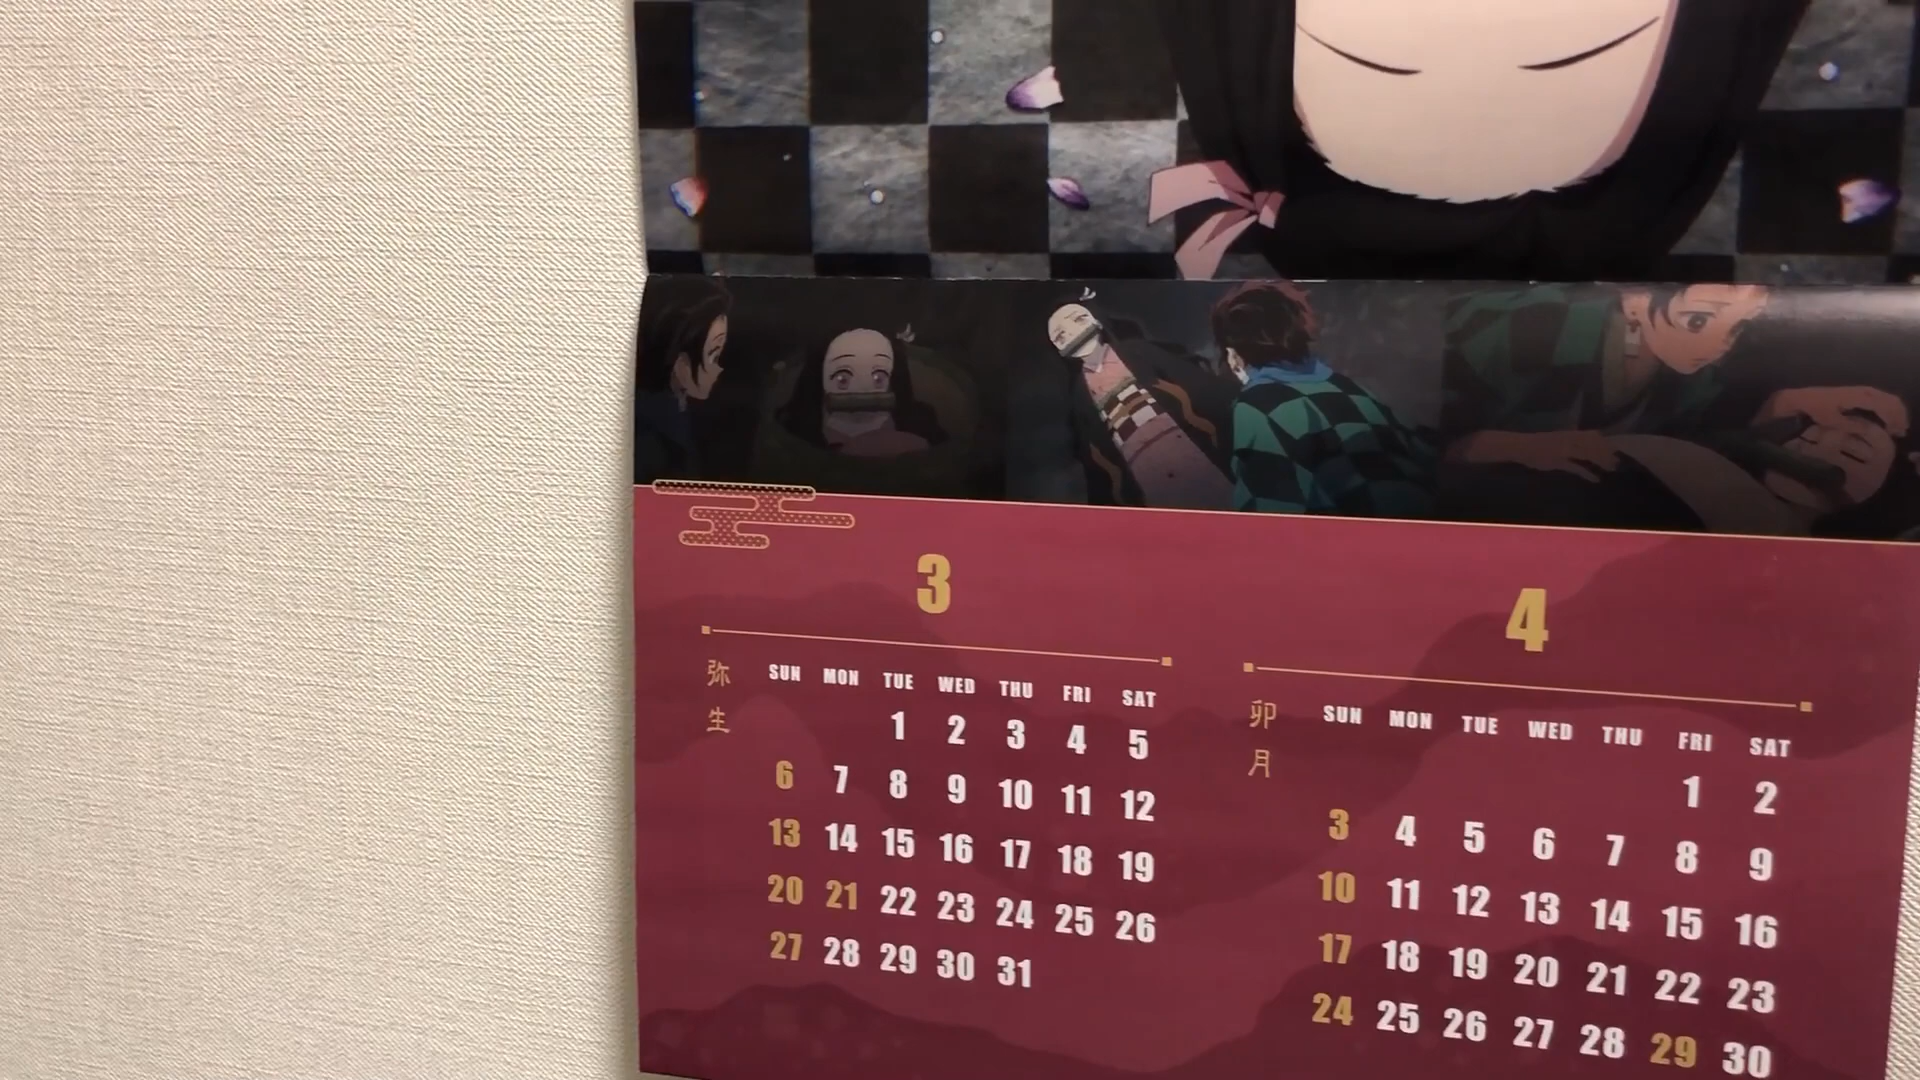 3
弥生
SUN MON TUE WED THU FRI SAT
1 2 3 4 5
6 7 8 9 10 11 12
13 14 15 16 17 18 19
20 21 22 23 24 25 26
27 28 29 30 31
4
卯月
SUN MON TUE WED THU FRI SAT
1 2
3 4 5 6 7 8 9
10 11 12 13 14 15 16
17 18 19 20 21 22 23
24 25 26 27 28 29 30